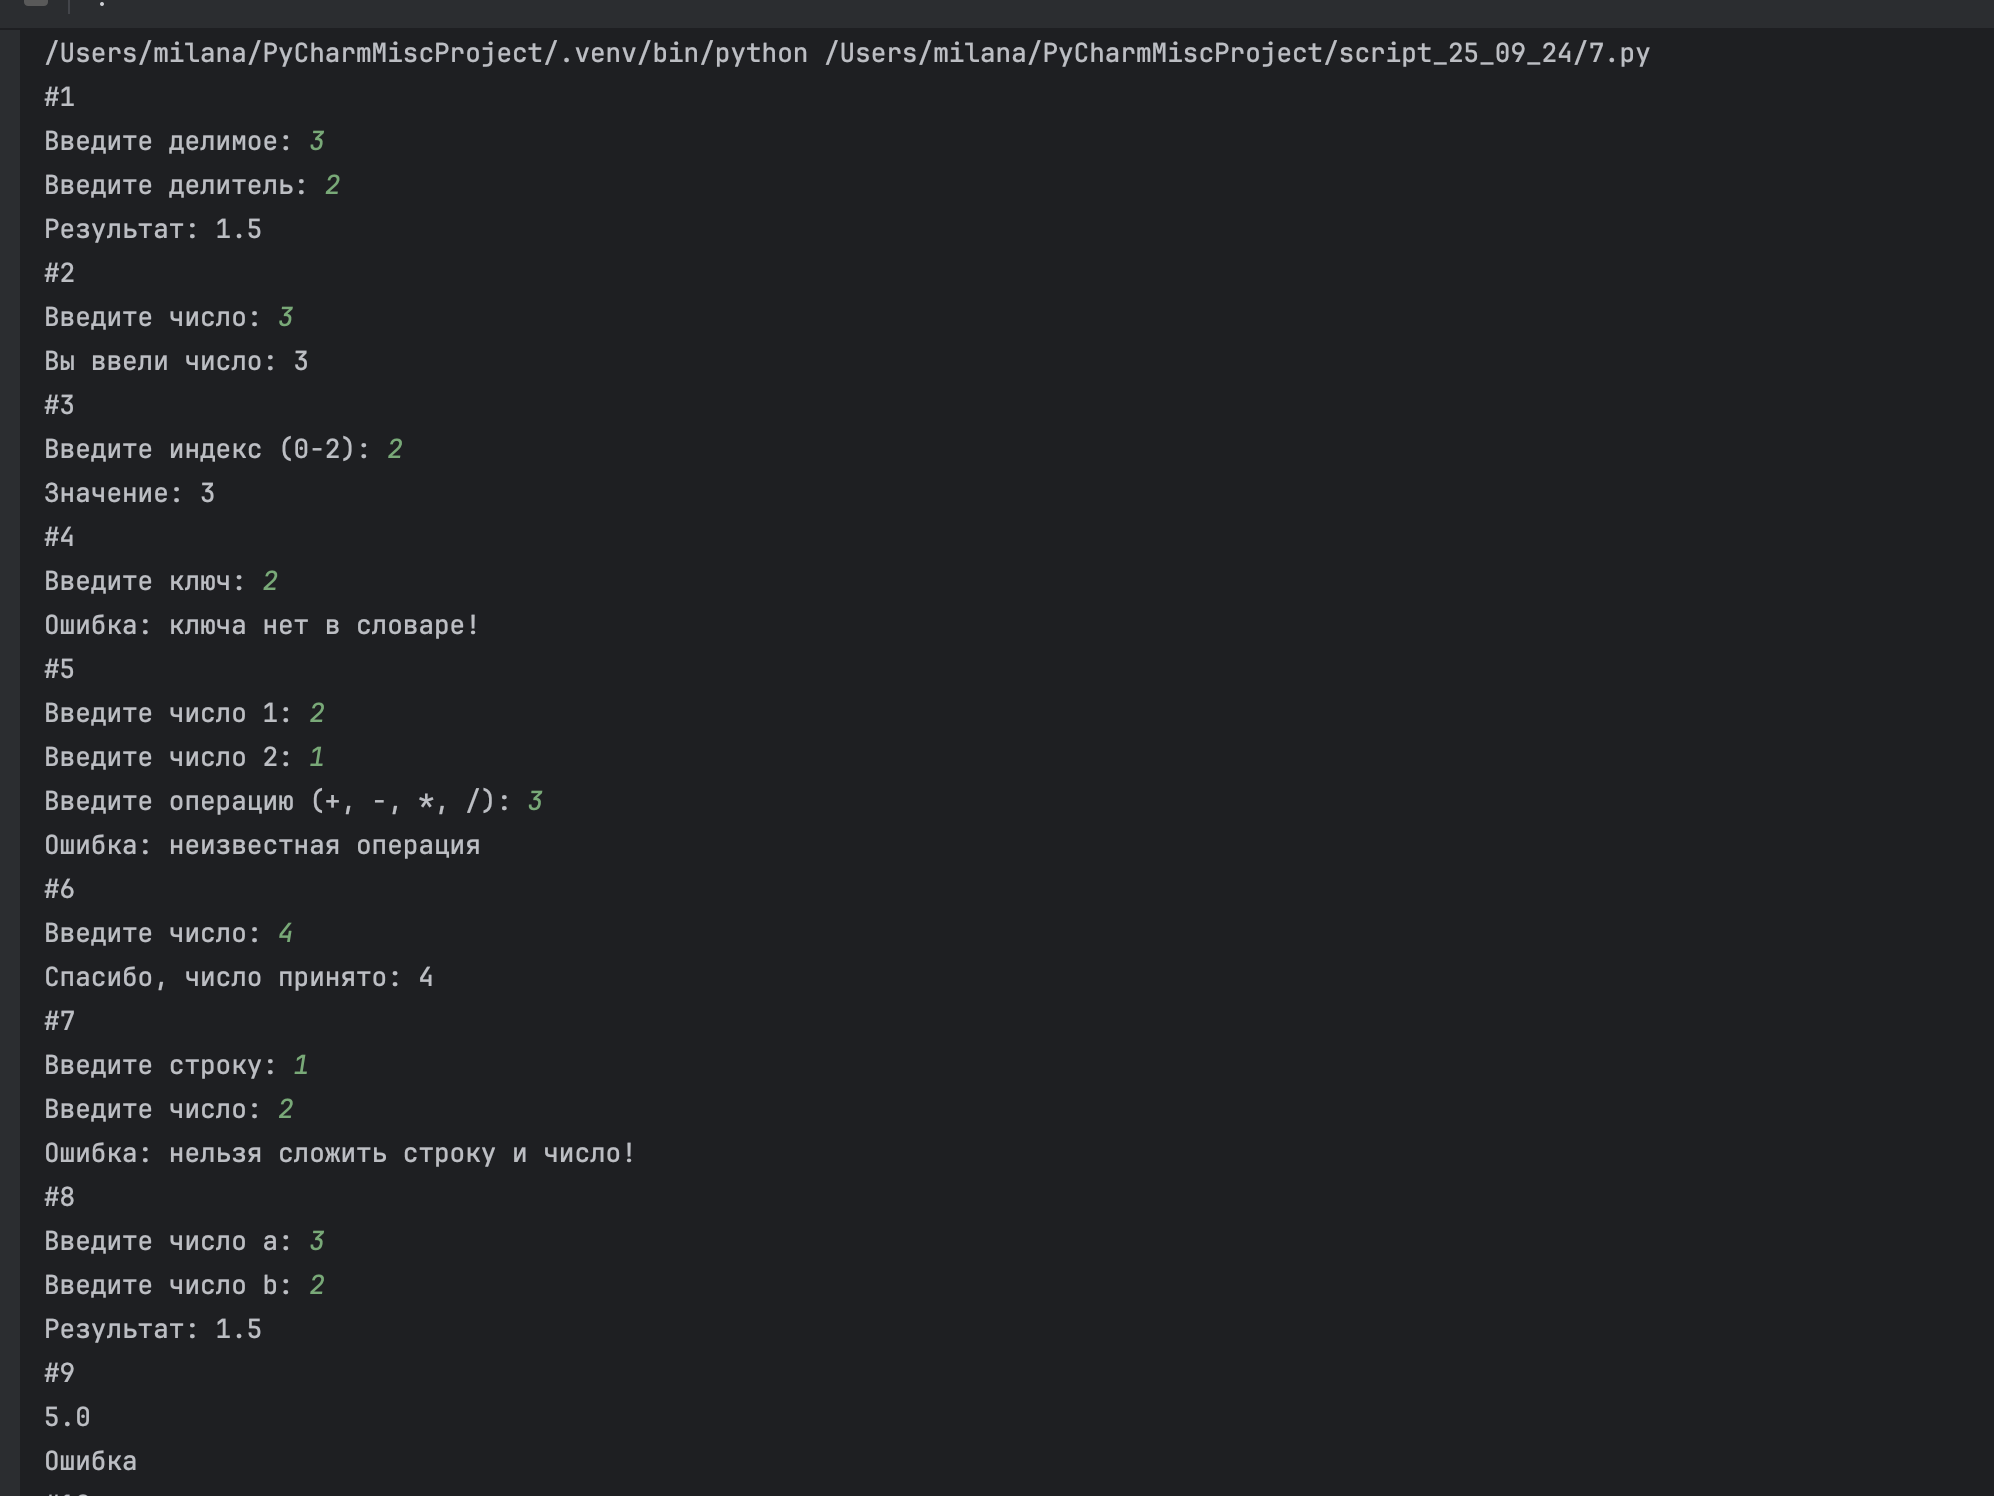 /Users/milana/PyCharmMiscProject/.venv/bin/python /Users/milana/PyCharmMiscProject/script_25_09_24/7.py
#1
Введите делимое: 3
Введите делитель: 2
Результат: 1.5
#2
Введите число: 3
Вы ввели число: 3
#3
Введите индекс (0-2): 2
Значение: 3
#4
Введите ключ: 2
Ошибка: ключа нет в словаре!
#5
Введите число 1: 2
Введите число 2: 1
Введите операцию (+, -, *, /): 3
Ошибка: неизвестная операция
#6
Введите число: 4
Спасибо, число принято: 4
#7
Введите строку: 1
Введите число: 2
Ошибка: нельзя сложить строку и число!
#8
Введите число a: 3
Введите число b: 2
Результат: 1.5
#9
5.0
Ошибка